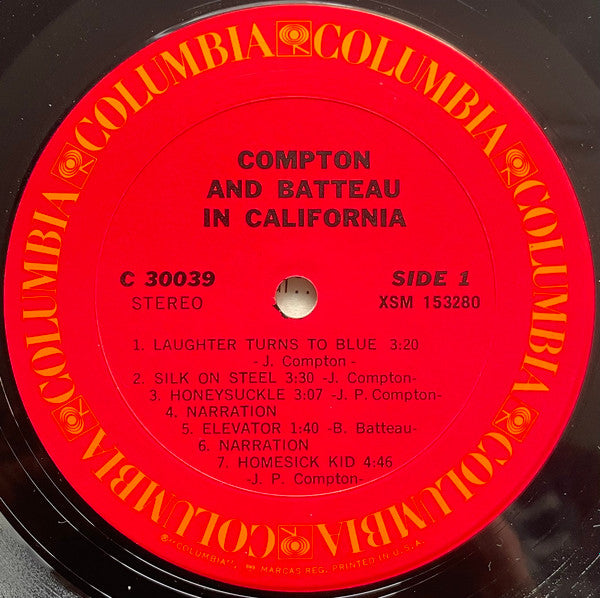 COLUMBIA COLUMBIA COLUMBIA COLUMBIA COLUMBIA COLUMBIA
COMPTON
AND BATTEAU
IN CALIFORNIA
C 30039 SIDE 1
STEREO XSM 153280
1. LAUGHTER TURNS TO BLUE 3:20
- J. Compton -
2. SILK ON STEEL 3:30 -J. Compton-
3. HONEYSUCKLE 3:07 -J. P. Compton-
4. NARRATION
5. ELEVATOR 1:40 -B. Batteau-
6. NARRATION
7. HOMESICK KID 4:46
-J. P. Compton-
® "COLUMBIA", MARCAS REG. PRINTED IN U.S.A.